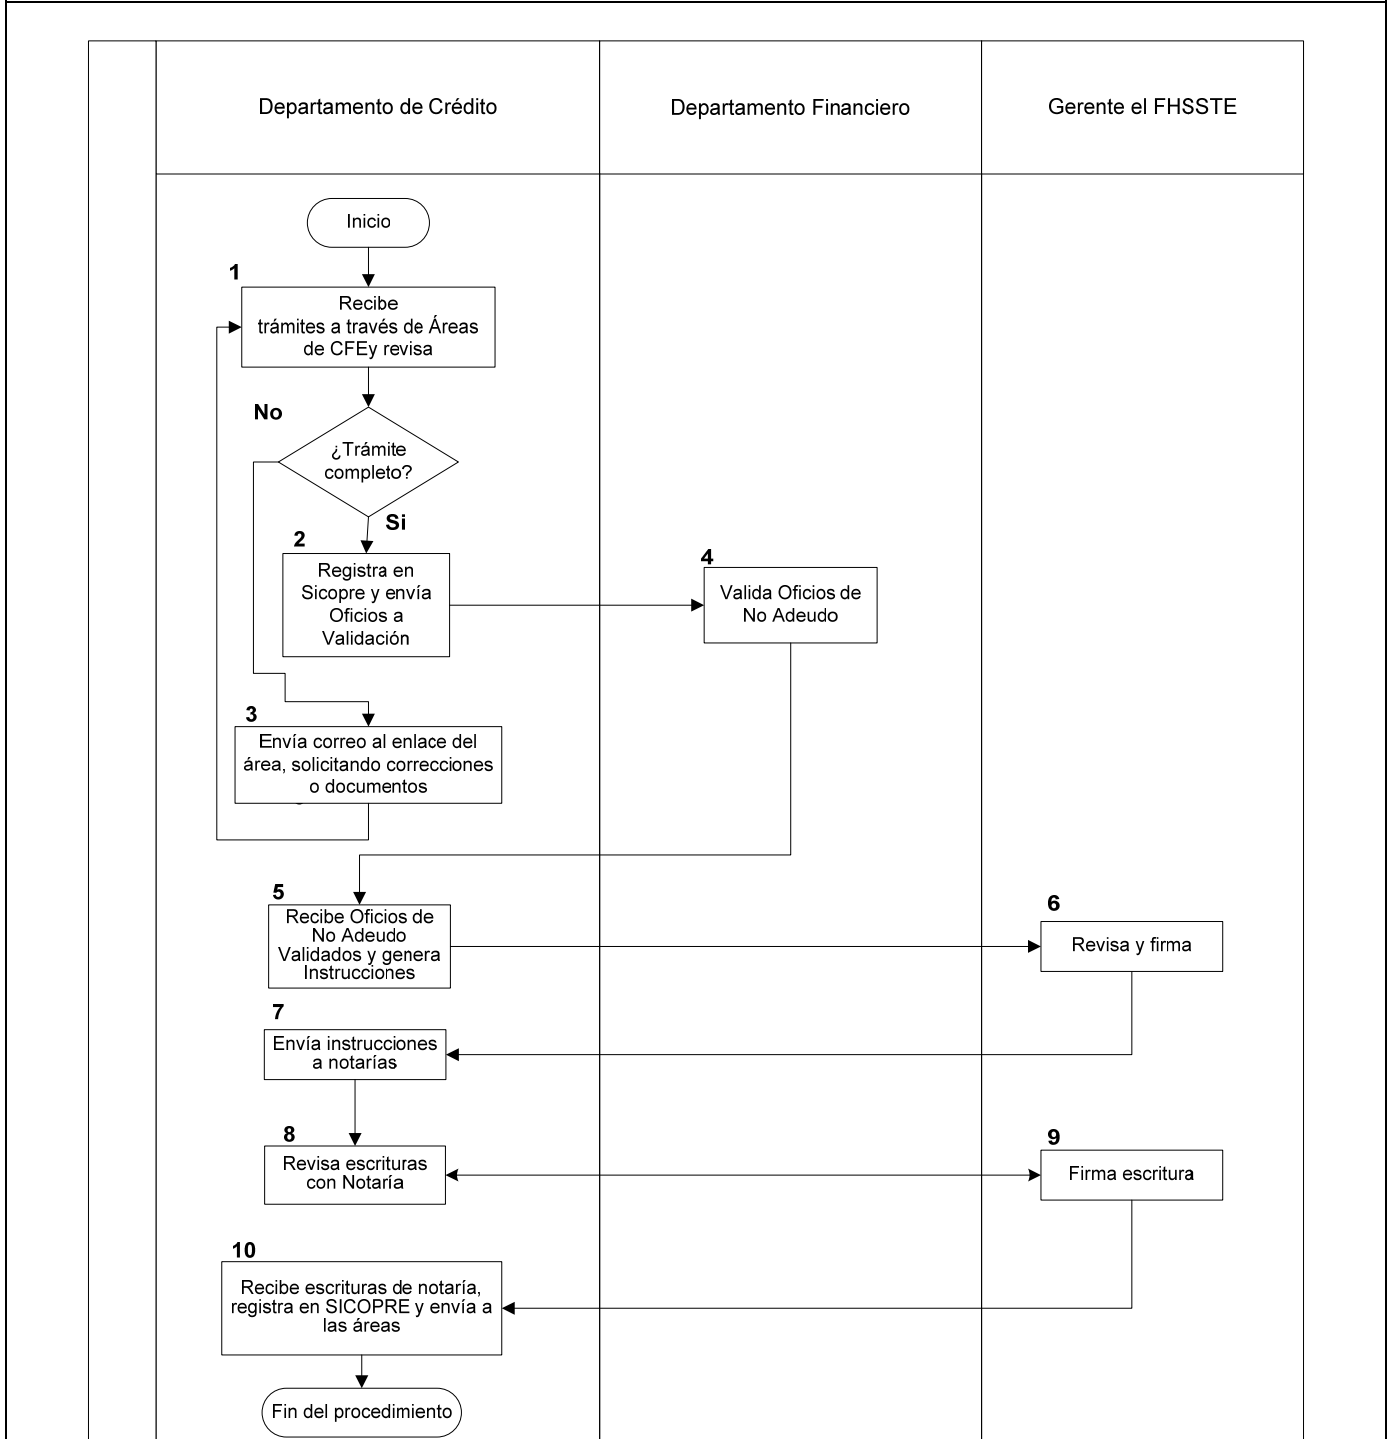 Departamento de Crédito
Departamento Financiero
Gerente el FHSSTE
Inicio
1
Recibe
trámites a través de Áreas
de CFEy revisa
No
¿Trámite
completo?
Si
2
Registra en
Sicopre y envía
Oficios a
Validación
4
Valida Oficios de
No Adeudo
3
Envía correo al enlace del
área, solicitando correcciones
o documentos
5
Recibe Oficios de
No Adeudo
Validados y genera
Instrucciones
6
Revisa y firma
7
Envía instrucciones
a notarías
8
Revisa escrituras
con Notaría
9
Firma escritura
10
Recibe escrituras de notaría,
registra en SICOPRE y envía a
las áreas
Fin del procedimiento